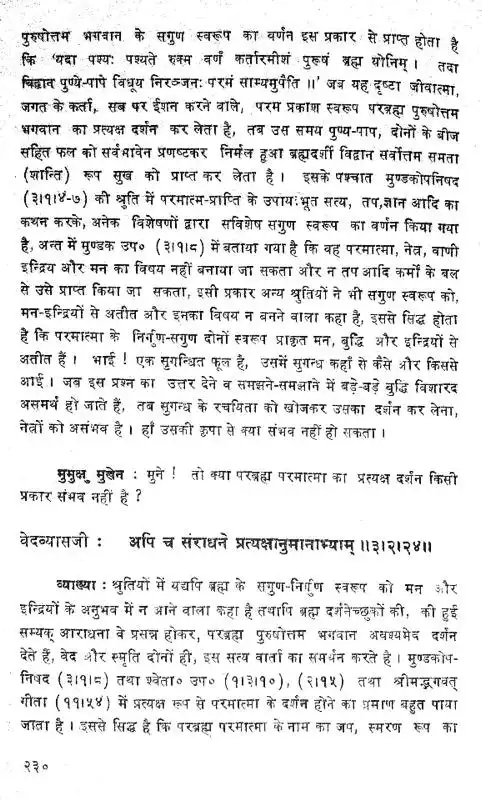 पुरुषोत्तम भगवान के सगुण स्वरूप का वर्णन इस प्रकार से प्राप्त होता है
कि 'यदा पश्यः पश्यते रुक्म वर्णं कर्तारमीशं पुरूषं ब्रह्म योनिम् । तदा
विद्वान पुण्ये-पापे विधूय निरञ्जनः परमं साम्यमुपैति ॥' जब यह दृष्टा जीवात्मा,
जगत के कर्ता, सब पर ईशन करने वाले, परम प्रकाश स्वरूप परब्रह्म पुरुषोत्तम
भगवान का प्रत्यक्ष दर्शन कर लेता है, तब उस समय पुण्य-पाप, दोनों के बीज
सहित फल को सर्वभावेन प्रणष्टकर निर्मल हुआ ब्रह्मदर्शी विद्वान सर्वोत्तम समता
(शान्ति) रूप सुख को प्राप्त कर लेता है । इसके पश्चात मुण्डकोपनिषद
(३।१।४-७) की श्रुति में परमात्म-प्राप्ति के उपायःभूत सत्य, तप,ज्ञान आदि का
कथन करके, अनेक विशेषणों द्वारा सविशेष सगुण स्वरूप का वर्णन किया गया
है, अन्त में मुण्डक उप० (३।१।८) में बताया गया है कि वह परमात्मा, नेत्र, वाणी
इन्द्रिय और मन का विषय नहीं बनाया जा सकता और न तप आदि कर्मों के बल
से उसे प्राप्त किया जा सकता, इसी प्रकार अन्य श्रुतियों ने भी सगुण स्वरूप को,
मन-इन्द्रियों से अतीत और इनका विषय न बनने वाला कहा है, इससे सिद्ध होता
है कि परमात्मा के निर्गुण-सगुण दोनों स्वरूप प्राकृत मन, बुद्धि और इन्द्रियों से
अतीत हैं । भाई ! एक सुगन्धित फूल है, उसमें सुगन्ध कहाँ से कैसे और किससे
आई । जब इस प्रश्न का उत्तर देने व समझने-समझाने में बड़े-बड़े बुद्धि विशारद
असमर्थ हो जाते हैं, तब सुगन्ध के रचयिता को खोजकर उसका दर्शन कर लेना,
नेत्रों को असंभव है । हाँ उसकी कृपा से क्या संभव नहीं हो सकता ।
मुमुक्षु मुखेन : मुने ! तो क्या परब्रह्म परमात्मा का प्रत्यक्ष दर्शन किसी
प्रकार संभव नहीं है ?
वेदव्यासजी : अपि च संराधने प्रत्यक्षानुमानाभ्याम् ॥३।२।२४॥
व्याख्या : श्रुतियों में यद्यपि ब्रह्म के सगुण-निर्गुण स्वरूप को मन और
इन्द्रियों के अनुभव में न आने वाला कहा है तथापि ब्रह्म दर्शनेच्छुकों की, की हुई
सम्यक् आराधना वे प्रसन्न होकर, परब्रह्म पुरुषोत्तम भगवान अवश्यमेव दर्शन
देते हैं, वेद और स्मृति दोनों ही, इस सत्य वार्ता का समर्थन करते है । मुण्डकोप-
निषद (३।१।८) तथा श्वेता० उप० (१।३।१०), (२।१५) तथा श्रीमद्भगवत्
गीता (११।५४) में प्रत्यक्ष रूप से परमात्मा के दर्शन होने का प्रमाण बहुत पाया
जाता है । इससे सिद्ध है कि परब्रह्म परमात्मा के नाम का जप, स्मरण रूप का
२३०